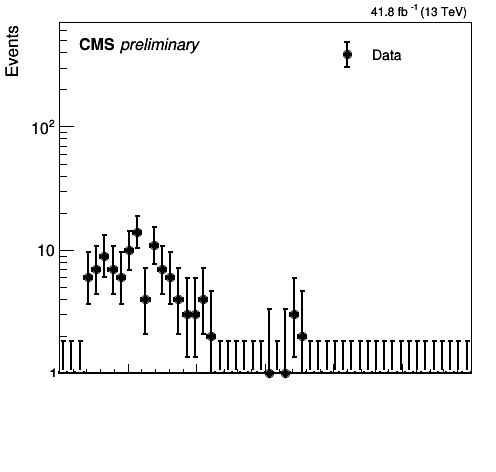 41.8 fb⁻¹ (13 TeV)
CMS preliminary
Data
Events
10²
10
1